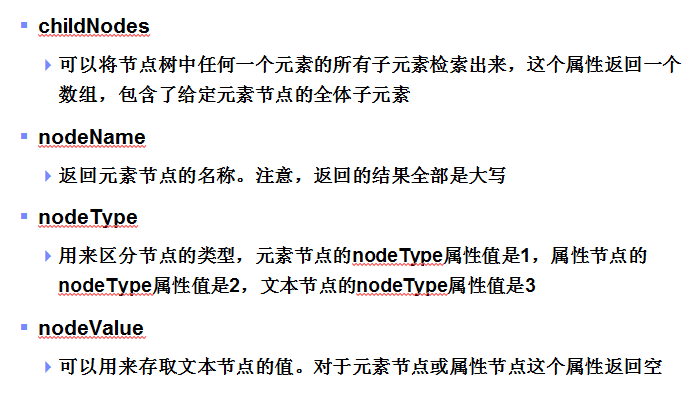 childNodes
可以将节点树中任何一个元素的所有子元素检索出来，这个属性返回一个
数组，包含了给定元素节点的全体子元素
nodeName
返回元素节点的名称。注意，返回的结果全部是大写
nodeType
用来区分节点的类型，元素节点的nodeType属性值是1，属性节点的
nodeType属性值是2，文本节点的nodeType属性值是3
nodeValue
可以用来存取文本节点的值。对于元素节点或属性节点这个属性返回空